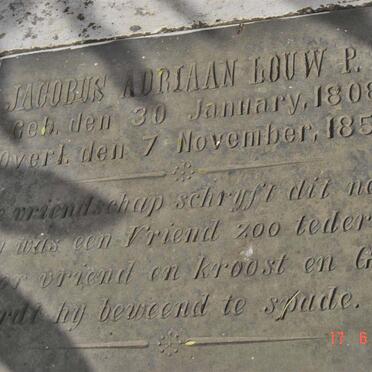 JACOBUS ADRIAAN LOUW P.
Geb. den 30 January, 1808
Overl. den 7 November, 185
vriendschap schryft dit
was een Vriend zoo teder
vriend en kroost en G
hy beweend te spade.
17 6